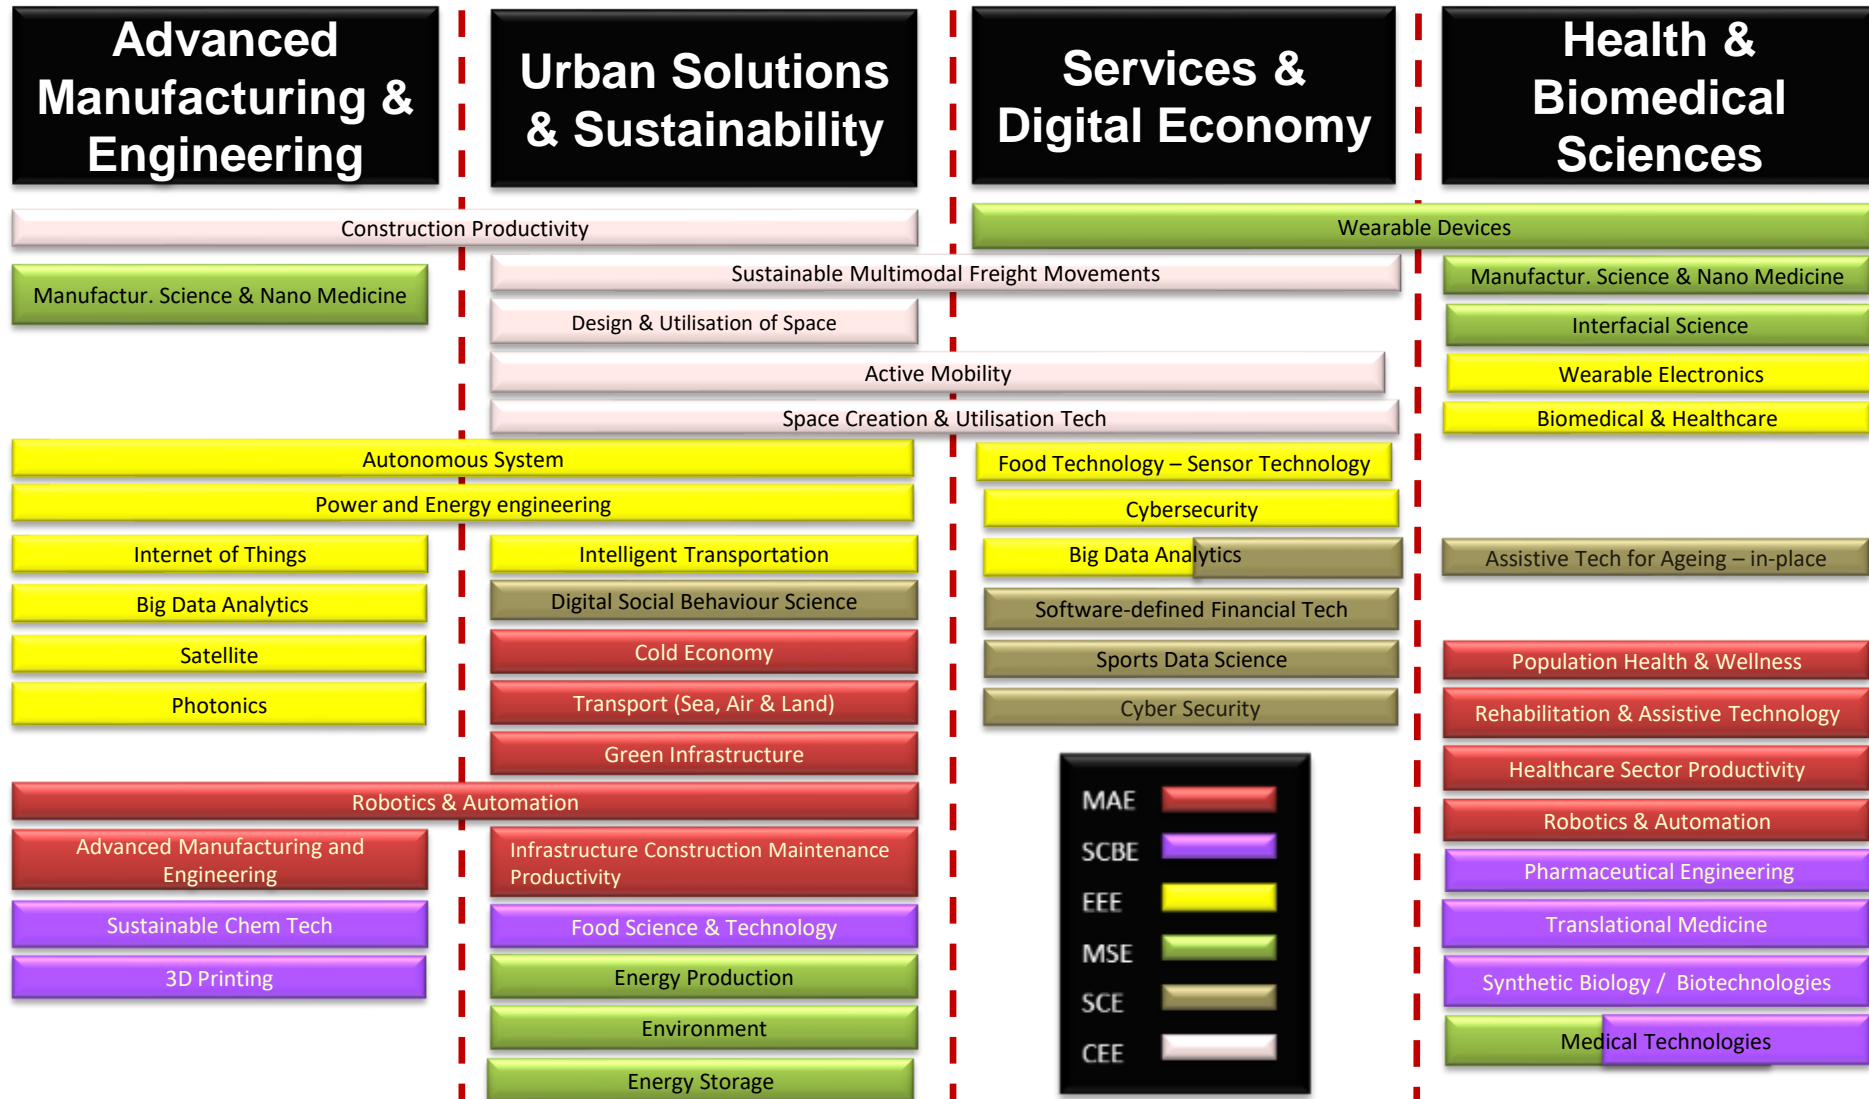 Advanced
Manufacturing &
Engineering
Urban Solutions
& Sustainability
Services &
Digital Economy
Health &
Biomedical
Sciences
Construction Productivity
Wearable Devices
Manufactur. Science & Nano Medicine
Sustainable Multimodal Freight Movements
Manufactur. Science & Nano Medicine
Design & Utilisation of Space
Interfacial Science
Active Mobility
Wearable Electronics
Space Creation & Utilisation Tech
Biomedical & Healthcare
Autonomous System
Food Technology – Sensor Technology
Power and Energy engineering
Cybersecurity
Internet of Things
Intelligent Transportation
Big Data Analytics
Assistive Tech for Ageing – in-place
Big Data Analytics
Digital Social Behaviour Science
Software-defined Financial Tech
Satellite
Cold Economy
Sports Data Science
Population Health & Wellness
Photonics
Transport (Sea, Air & Land)
Cyber Security
Rehabilitation & Assistive Technology
Green Infrastructure
Healthcare Sector Productivity
Robotics & Automation
Robotics & Automation
Advanced Manufacturing and
Engineering
Infrastructure Construction Maintenance
Productivity
Pharmaceutical Engineering
Sustainable Chem Tech
Food Science & Technology
Translational Medicine
3D Printing
Energy Production
Synthetic Biology / Biotechnologies
Environment
Medical Technologies
Energy Storage
MAE
SCBE
EEE
MSE
SCE
CEE